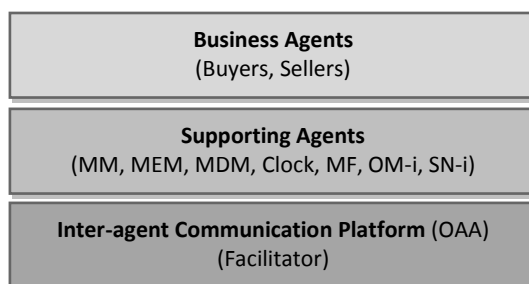 Business Agents
(Buyers, Sellers)
Supporting Agents
(MM, MEM, MDM, Clock, MF, OM-i, SN-i)
Inter-agent Communication Platform (OAA)
(Facilitator)